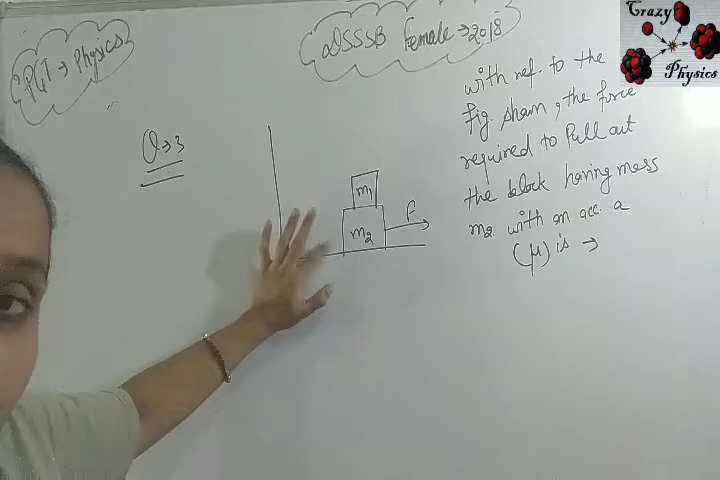 PGT → Physics
DSSSB Female → 2018
Crazy
Physics
Q → 3
with ref. to the
fig. shown, the force
required to Pull out
the block having mass
m₂ with an acc. a
(μ) is →
m₁
m₂
F